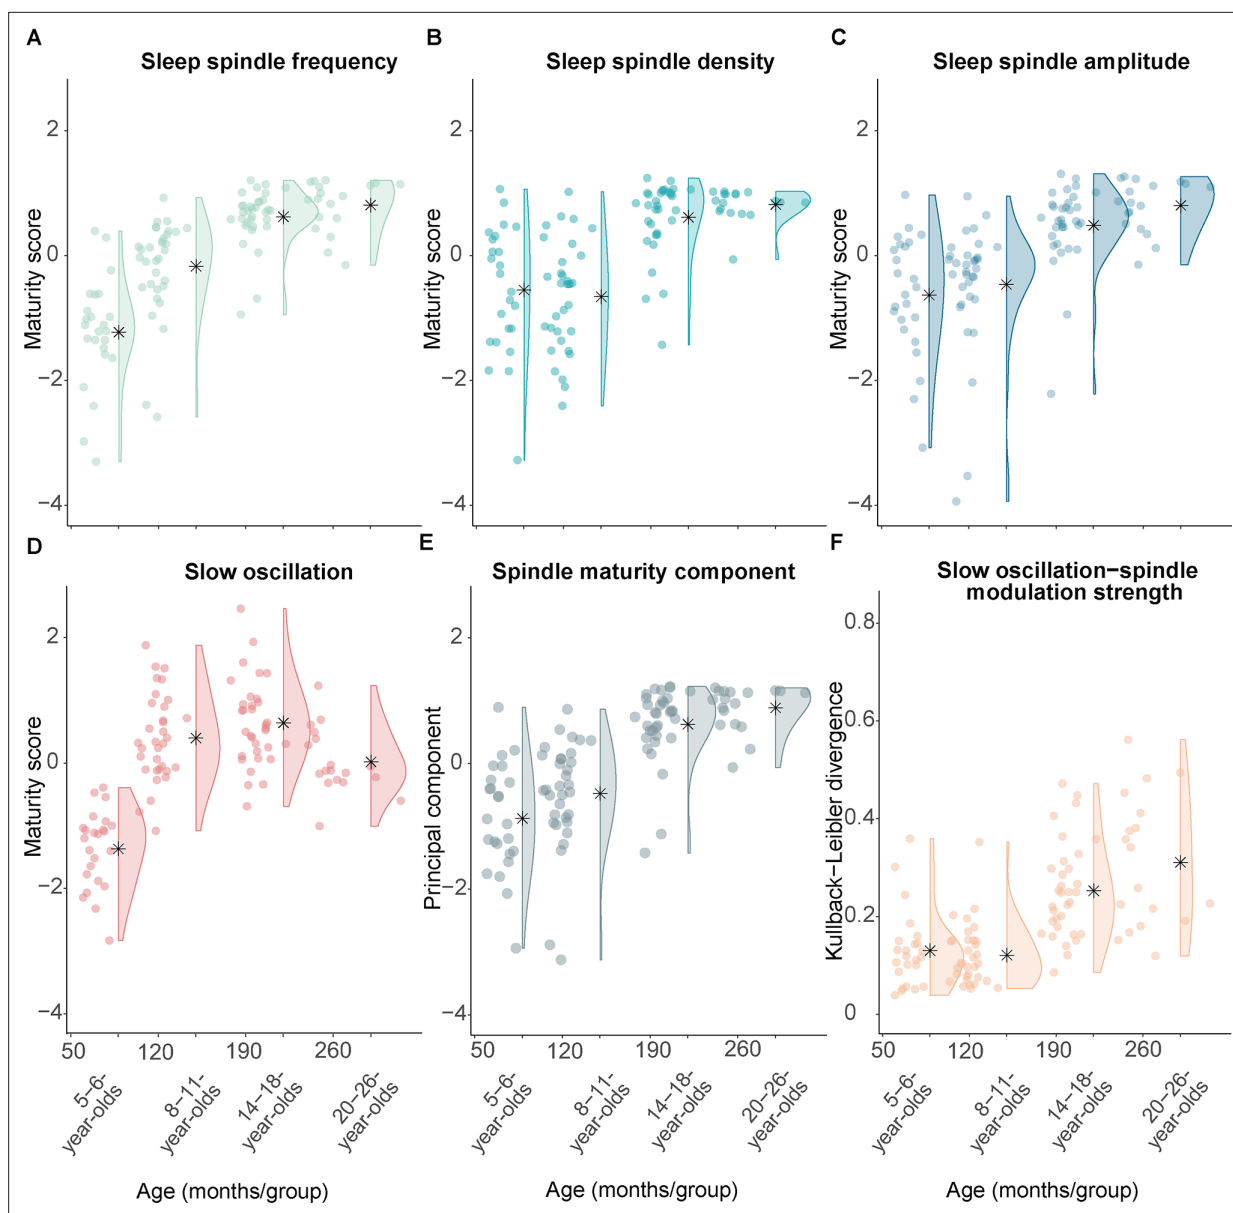 A
Sleep spindle frequency
Maturity score
2
0
−2
−4
B
Sleep spindle density
Maturity score
2
0
−2
−4
C
Sleep spindle amplitude
Maturity score
2
0
−2
−4
D
Slow oscillation
Maturity score
2
0
−2
−4
50
120
190
260
5−6-
year-olds
8−11-
year-olds
14−18-
year-olds
20−26-
year-olds
Age (months/group)
E
Spindle maturity component
Principal component
2
0
−2
−4
50
120
190
260
5−6-
year-olds
8−11-
year-olds
14−18-
year-olds
20−26-
year-olds
Age (months/group)
F
Slow oscillation−spindle
modulation strength
Kullback−Leibler divergence
0.8
0.6
0.4
0.2
0
50
120
190
260
5−6-
year-olds
8−11-
year-olds
14−18-
year-olds
20−26-
year-olds
Age (months/group)